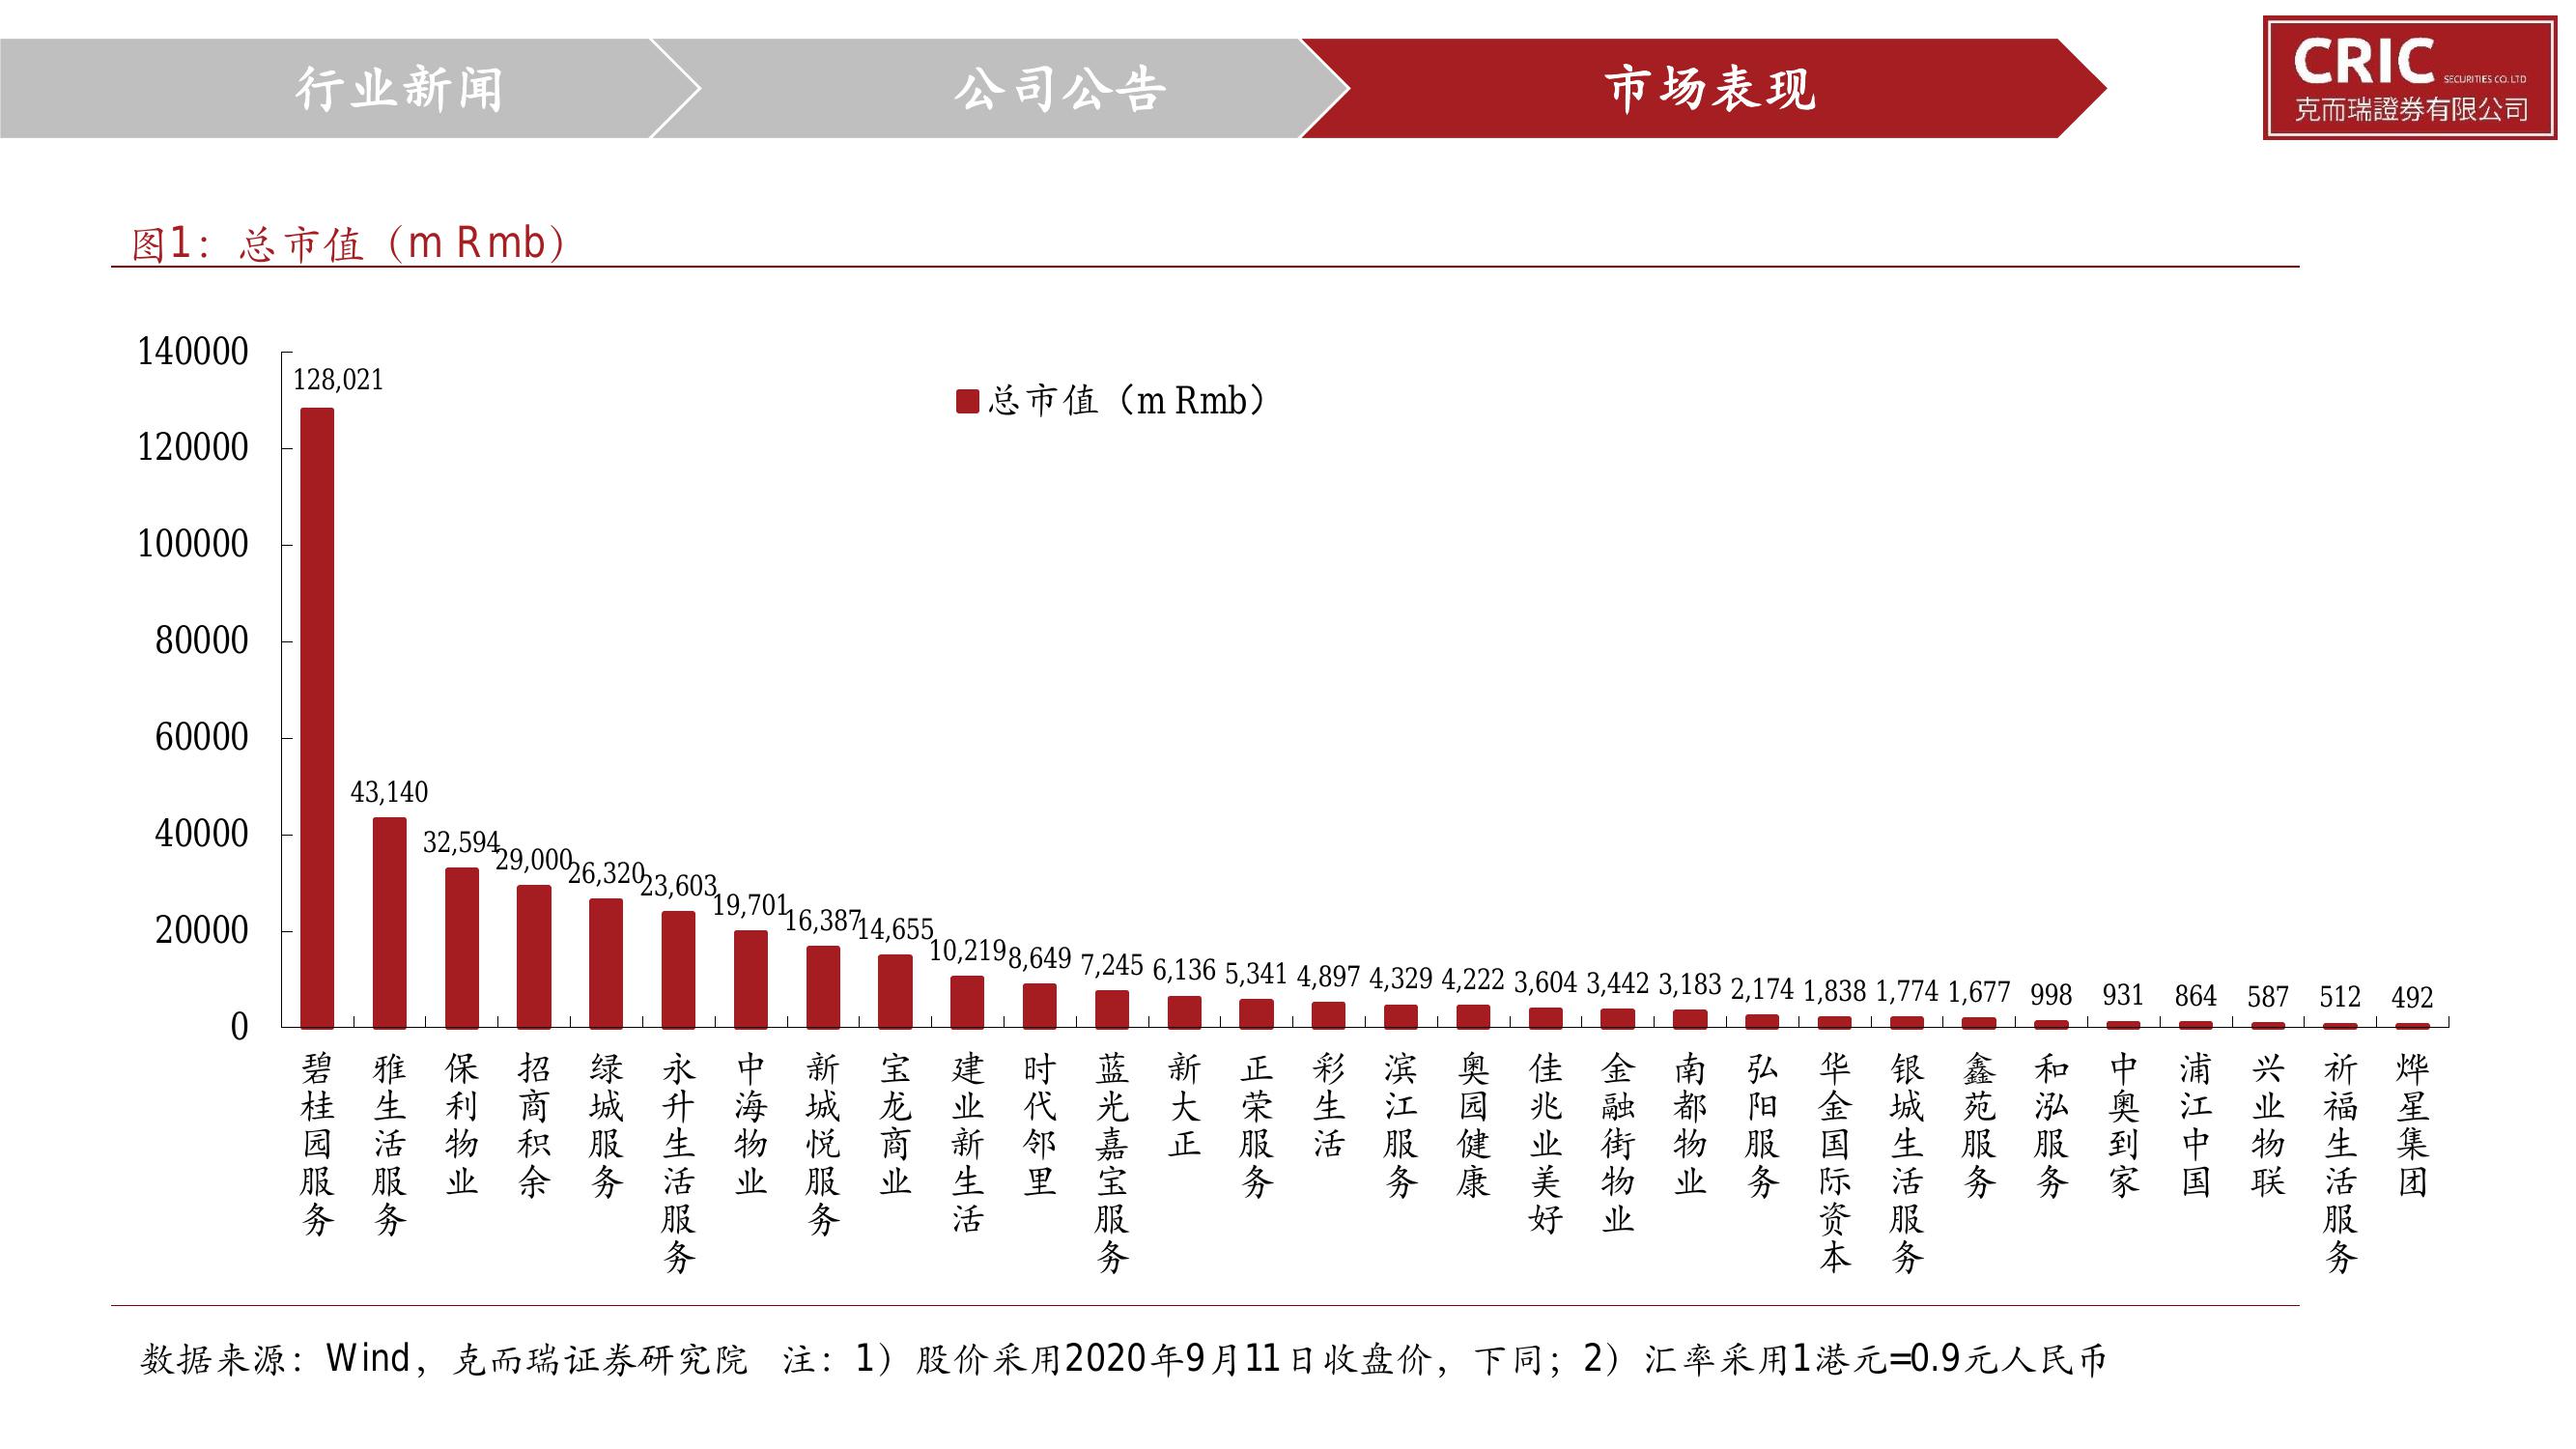 行业新闻
公司公告
市场表现
CRIC SECURITIES CO. LTD
克而瑞證券有限公司
图1：总市值（m Rmb）
140000
120000
100000
80000
60000
40000
20000
0
总市值（m Rmb）
128,021
43,140
32,594
29,000
26,320
23,603
19,701
16,387
14,655
10,219
8,649
7,245
6,136
5,341
4,897
4,329
4,222
3,604
3,442
3,183
2,174
1,838
1,774
1,677
998
931
864
587
512
492
碧桂园服务
雅生活服务
保利物业
招商积余
绿城服务
永升生活服务
中海物业
新城悦服务
宝龙商业
建业新生活
时代邻里
蓝光嘉宝服务
新大正
正荣服务
彩生活
滨江服务
奥园健康
佳兆业美好
金融街物业
南都物业
弘阳服务
华金国际资本
银城生活服务
鑫苑服务
和泓服务
中奥到家
浦江中国
兴业物联
祈福生活服务
烨星集团
数据来源：Wind，克而瑞证券研究院 注：1）股价采用2020年9月11日收盘价，下同；2）汇率采用1港元=0.9元人民币